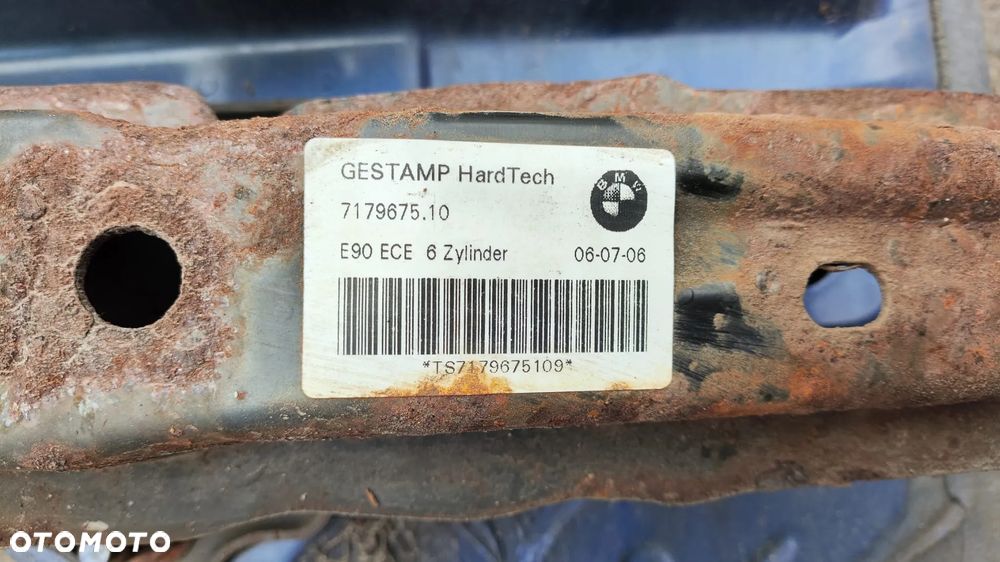 GESTAMP HardTech
BMW
7179675.10
E90 ECE 6 Zylinder 06-07-06
*TS7179675109*
OTOMOTO